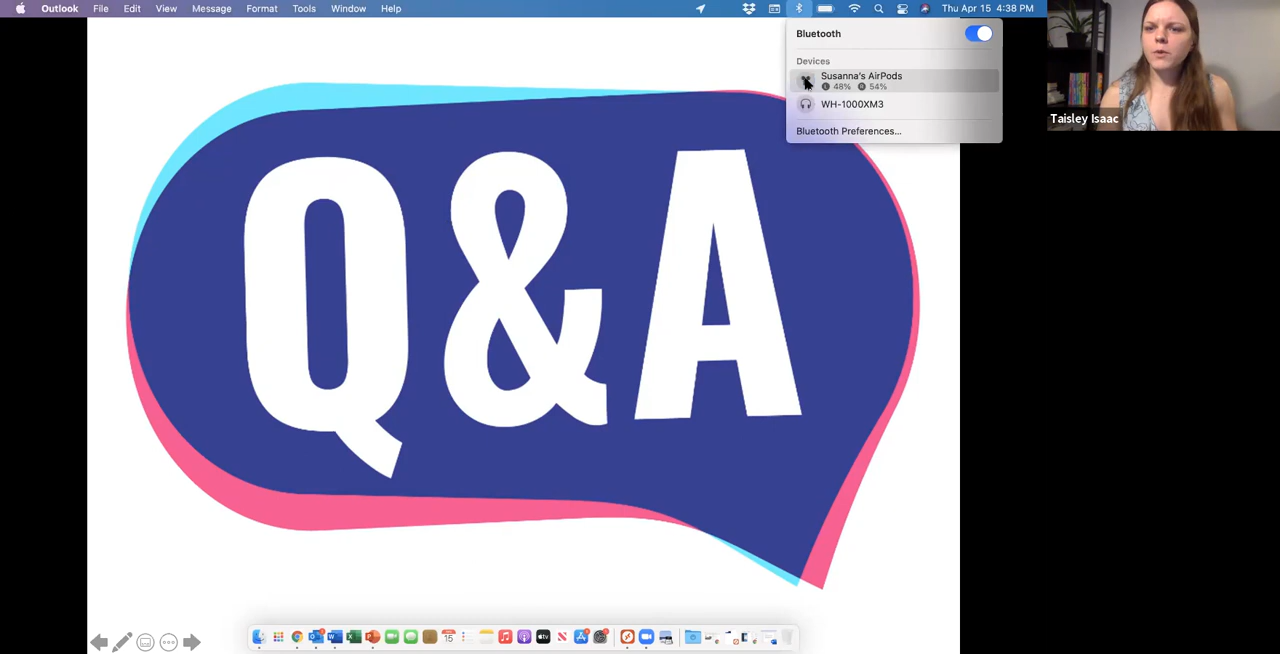 Outlook File Edit View Message Format Tools Window Help Thu Apr 15 4:38 PM
Bluetooth
Devices
Susanna's AirPods
L 48% R 54%
WH-1000XM3
Bluetooth Preferences...
Taisley Isaac
Q&A
15